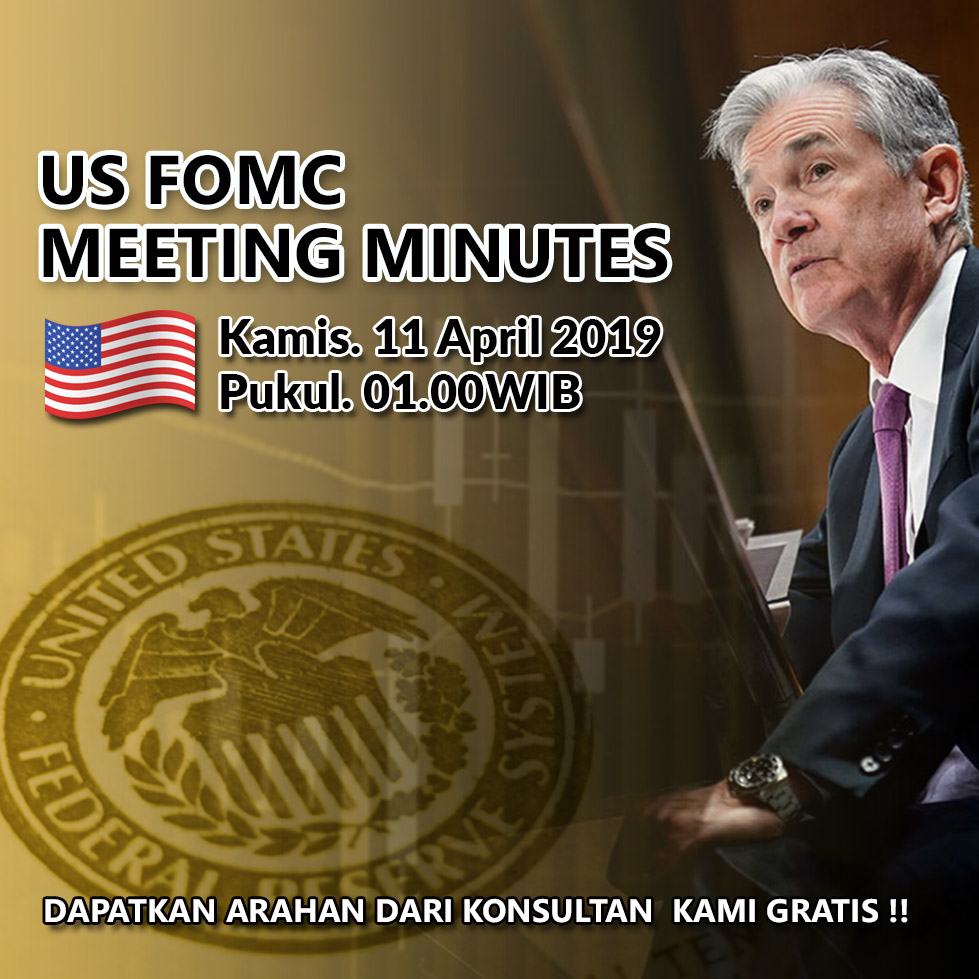 US FOMC
MEETING MINUTES
Kamis. 11 April 2019
Pukul. 01.00WIB
UNITED STATES
FEDERAL RESERVE SYSTEM
DAPATKAN ARAHAN DARI KONSULTAN KAMI GRATIS !!